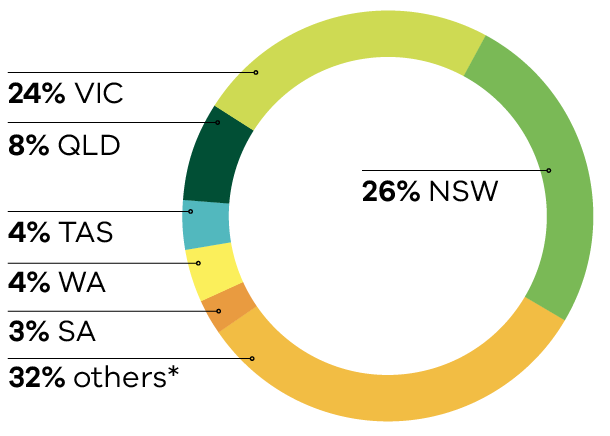 24% VIC
8% QLD
26% NSW
4% TAS
4% WA
3% SA
32% others*